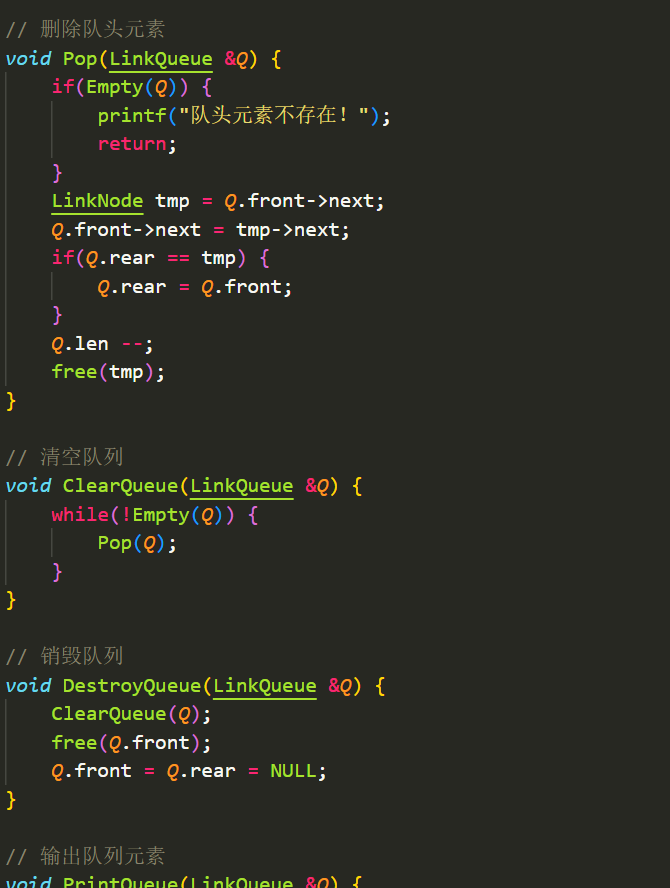 // 删除队头元素
void Pop(LinkQueue &Q) {
    if(Empty(Q)) {
        printf("队头元素不存在！");
        return;
    }
    LinkNode tmp = Q.front->next;
    Q.front->next = tmp->next;
    if(Q.rear == tmp) {
        Q.rear = Q.front;
    }
    Q.len --;
    free(tmp);
}
// 清空队列
void ClearQueue(LinkQueue &Q) {
    while(!Empty(Q)) {
        Pop(Q);
    }
}
// 销毁队列
void DestroyQueue(LinkQueue &Q) {
    ClearQueue(Q);
    free(Q.front);
    Q.front = Q.rear = NULL;
}
// 输出队列元素
void PrintQueue(LinkQueue &Q) {